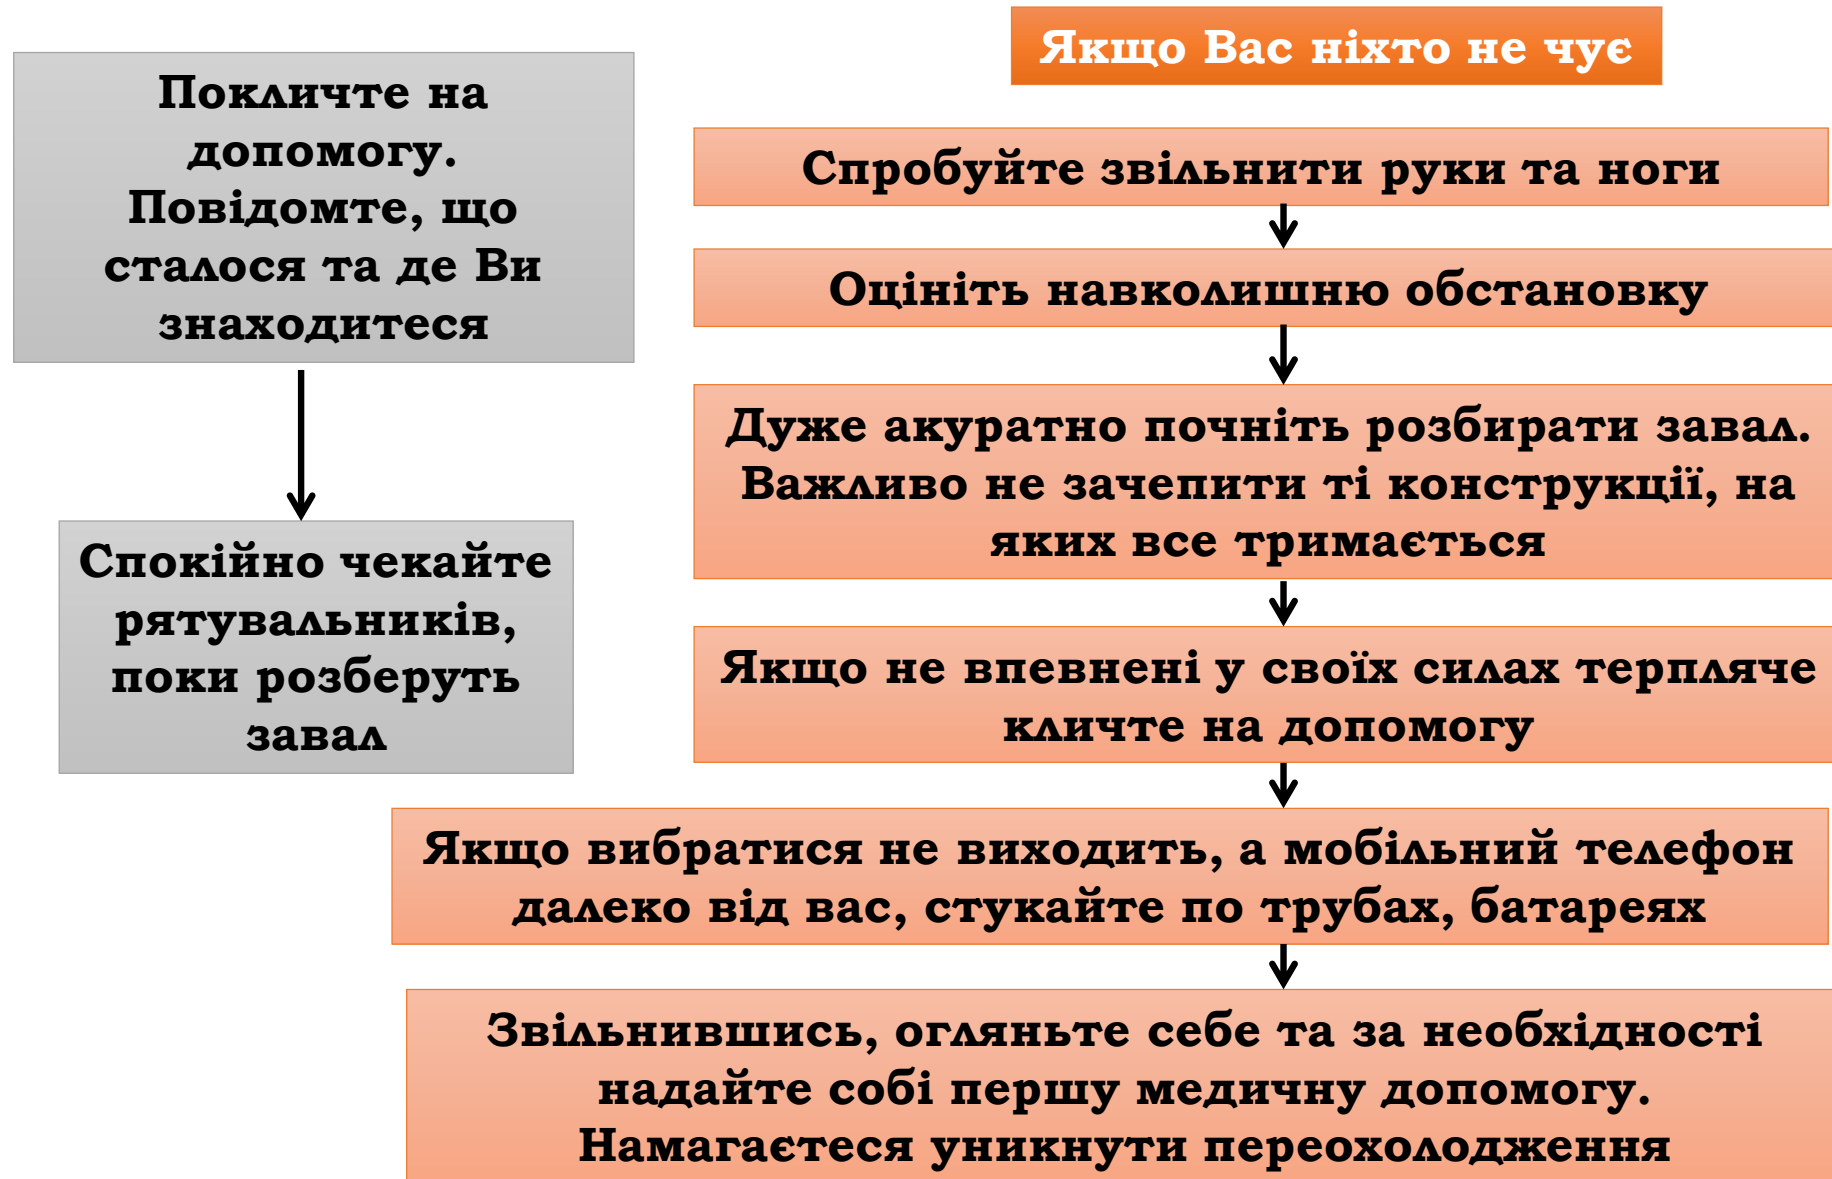 Покличте на
допомогу.
Повідомте, що
сталося та де Ви
знаходитеся
Спокійно чекайте
рятувальників,
поки розберуть
завал
Якщо Вас ніхто не чує
Спробуйте звільнити руки та ноги
Оцініть навколишню обстановку
Дуже акуратно почніть розбирати завал.
Важливо не зачепити ті конструкції, на
яких все тримається
Якщо не впевнені у своїх силах терпляче
кличте на допомогу
Якщо вибратися не виходить, а мобільний телефон
далеко від вас, стукайте по трубах, батареях
Звільнившись, огляньте себе та за необхідності
надайте собі першу медичну допомогу.
Намагаєтеся уникнути переохолодження